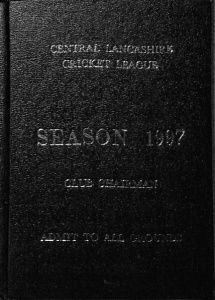 CENTRAL LANCASHIRE
CRICKET LEAGUE
SEASON 1997
CLUB CHAIRMAN
ADMIT TO ALL GROUNDS